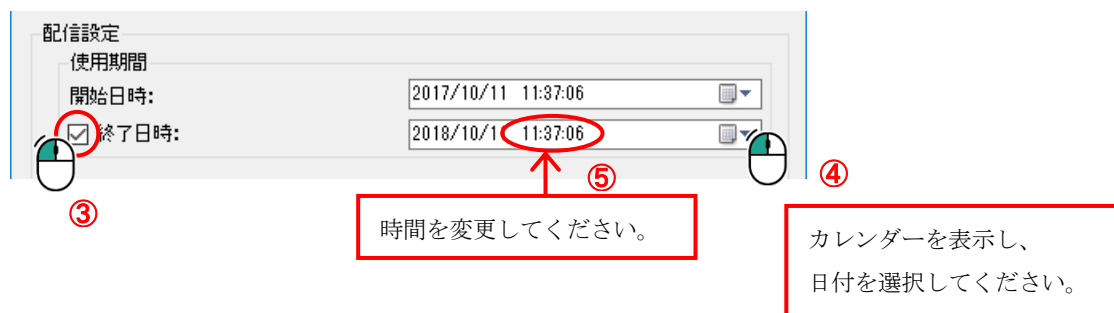 配信設定
使用期間
開始日時: 2017/10/11 11:37:06
終了日時: 2018/10/1 11:37:06
③
④
⑤
時間を変更してください。
カレンダーを表示し、
日付を選択してください。